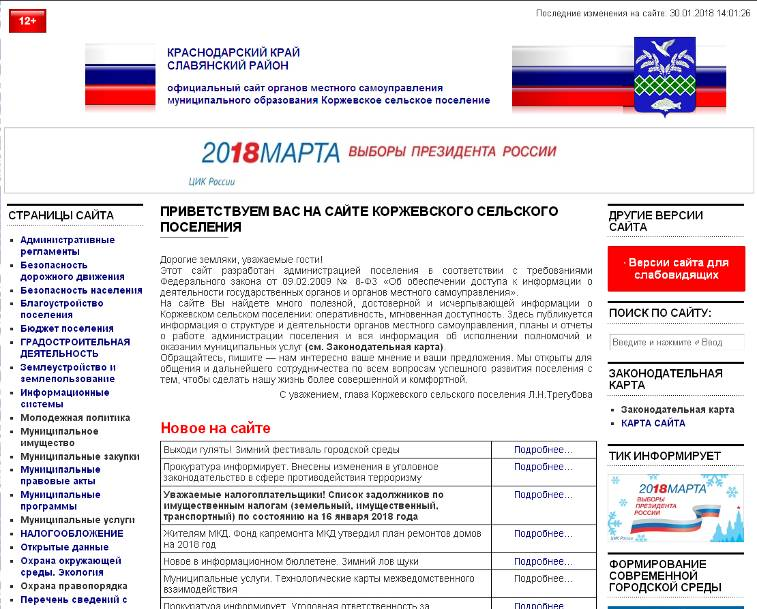 12+
Последние изменения на сайте: 30.01.2018 14:01:26
КРАСНОДАРСКИЙ КРАЙ
СЛАВЯНСКИЙ РАЙОН
официальный сайт органов местного самоуправления
муниципального образования Коржевское сельское поселение
2018МАРТА ВЫБОРЫ ПРЕЗИДЕНТА РОССИИ
ЦИК России
СТРАНИЦЫ САЙТА
Административные
регламенты
Безопасность
дорожного движения
Безопасность населения
Благоустройство
поселения
Бюджет поселения
ГРАДОСТРОИТЕЛЬНАЯ
ДЕЯТЕЛЬНОСТЬ
Землеустройство и
землепользование
Информационные
системы
Молодежная политика
Муниципальное
имущество
Муниципальные закупки
Муниципальные
правовые акты
Муниципальные
программы
Муниципальные услуги
НАЛОГООБЛОЖЕНИЕ
Открытые данные
Охрана окружающей
среды. Экология
Охрана правопорядка
Перечень сведений о
ПРИВЕТСТВУЕМ ВАС НА САЙТЕ КОРЖЕВСКОГО СЕЛЬСКОГО
ПОСЕЛЕНИЯ
Дорогие земляки, уважаемые гости!
Этот сайт разработан администрацией поселения в соответствии с требованиями
Федерального закона от 09.02.2009 № 8-ФЗ «Об обеспечении доступа к информации о
деятельности государственных органов и органов местного самоуправления».
На сайте Вы найдете много полезной, достоверной и исчерпывающей информации о
Коржевском сельском поселении: оперативность, мгновенная доступность. Здесь публикуется
информация о структуре и деятельности органов местного самоуправления, планы и отчеты
о работе администрации поселения и вся информация об исполнении полномочий и
оказании муниципальных услуг (см. Законодательная карта).
Обращайтесь, пишите — нам интересно ваше мнение и ваши предложения. Мы открыты для
общения и дальнейшего сотрудничества по всем вопросам успешного развития поселения с
тем, чтобы сделать нашу жизнь более совершенной и комфортной.
С уважением, глава Коржевского сельского поселения Л.Н.Трегубова
Новое на сайте
Выходи гулять! Зимний фестиваль городской среды Подробнее...
Прокуратура информирует. Внесены изменения в уголовное Подробнее...
законодательство в сфере противодействия терроризму
Уважаемые налогоплательщики! Список задолжников по Подробнее...
имущественным налогам (земельный, имущественный,
транспортный) по состоянию на 16 января 2018 года
Жителям МКД. Фонд капремонта МКД утвердил план ремонтов домов Подробнее...
на 2018 год
Новое в информационном бюллетене. Зимний лов щуки Подробнее...
Муниципальные услуги. Технологические карты межведомственного Подробнее...
взаимодействия
Прокуратура информирует. Уголовная ответственность за Подробнее...
ДРУГИЕ ВЕРСИИ
САЙТА
· Версии сайта для
слабовидящих
ПОИСК ПО САЙТУ:
Введите и нажмите « Ввод
ЗАКОНОДАТЕЛЬНАЯ
КАРТА
Законодательная карта
КАРТА САЙТА
ТИК ИНФОРМИРУЕТ
2018МАРТА
ВЫБОРЫ
ПРЕЗИДЕНТА
РОССИИ
ЦИК России
ФОРМИРОВАНИЕ
СОВРЕМЕННОЙ
ГОРОДСКОЙ СРЕДЫ